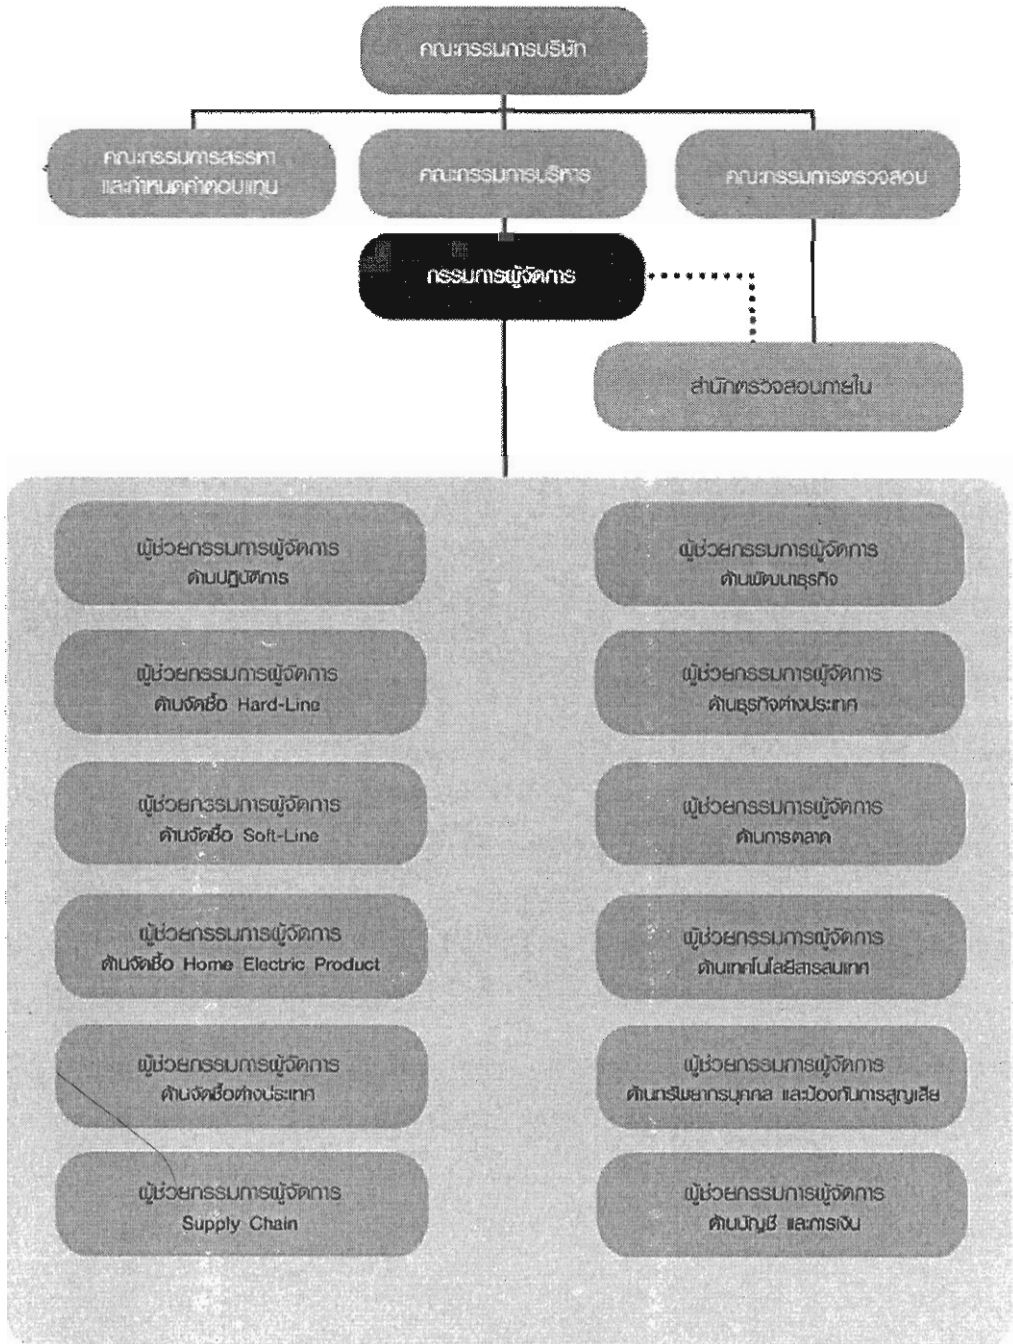 คณะกรรมการบริษัท
คณะกรรมการสรรหา
และกำหนดค่าตอบแทน
คณะกรรมการบริหาร
คณะกรรมการตรวจสอบ
กรรมการผู้จัดการ
สำนักตรวจสอบภายใน
ผู้ช่วยกรรมการผู้จัดการ
ด้านปฏิบัติการ
ผู้ช่วยกรรมการผู้จัดการ
ด้านจัดซื้อ Hard-Line
ผู้ช่วยกรรมการผู้จัดการ
ด้านจัดซื้อ Soft-Line
ผู้ช่วยกรรมการผู้จัดการ
ด้านจัดซื้อ Home Electric Product
ผู้ช่วยกรรมการผู้จัดการ
ด้านจัดซื้อต่างประเทศ
ผู้ช่วยกรรมการผู้จัดการ
Supply Chain
ผู้ช่วยกรรมการผู้จัดการ
ด้านพัฒนาธุรกิจ
ผู้ช่วยกรรมการผู้จัดการ
ด้านธุรกิจต่างประเทศ
ผู้ช่วยกรรมการผู้จัดการ
ด้านการตลาด
ผู้ช่วยกรรมการผู้จัดการ
ด้านเทคโนโลยีสารสนเทศ
ผู้ช่วยกรรมการผู้จัดการ
ด้านทรัพยากรบุคคล และป้องกันการสูญเสีย
ผู้ช่วยกรรมการผู้จัดการ
ด้านบัญชี และการเงิน